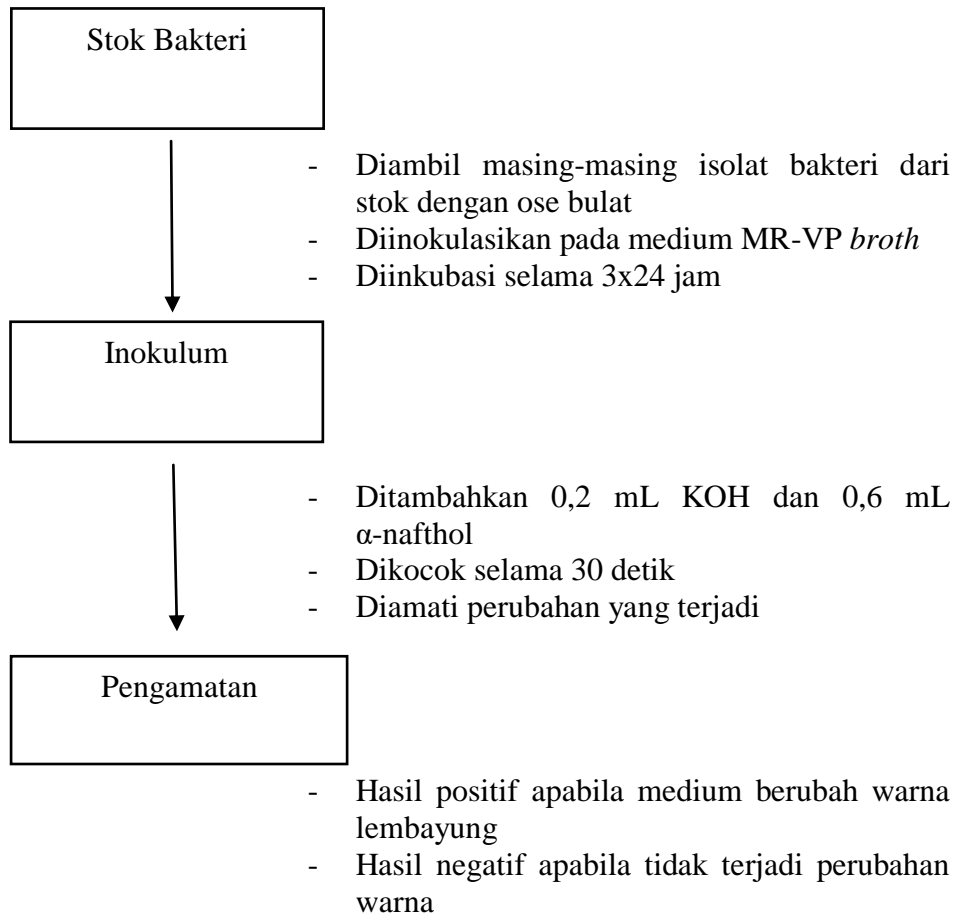 Stok Bakteri
- Diambil masing-masing isolat bakteri dari
stok dengan ose bulat
- Diinokulasikan pada medium MR-VP broth
- Diinkubasi selama 3x24 jam
Inokulum
- Ditambahkan 0,2 mL KOH dan 0,6 mL
α-nafthol
- Dikocok selama 30 detik
- Diamati perubahan yang terjadi
Pengamatan
- Hasil positif apabila medium berubah warna
lembayung
- Hasil negatif apabila tidak terjadi perubahan
warna